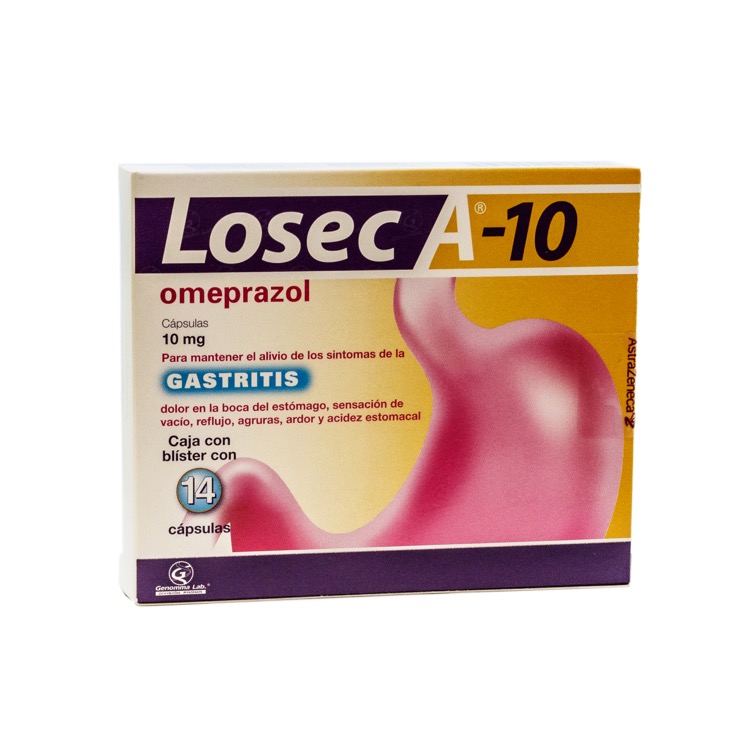 Losec A®-10
omeprazol
Cápsulas
10 mg
Para mantener el alivio de los síntomas de la
GASTRITIS
dolor en la boca del estómago, sensación de
vacío, reflujo, agruras, ardor y acidez estomacal
Caja con
blíster con
14
cápsulas
AstraZeneca
Genomma Lab.®